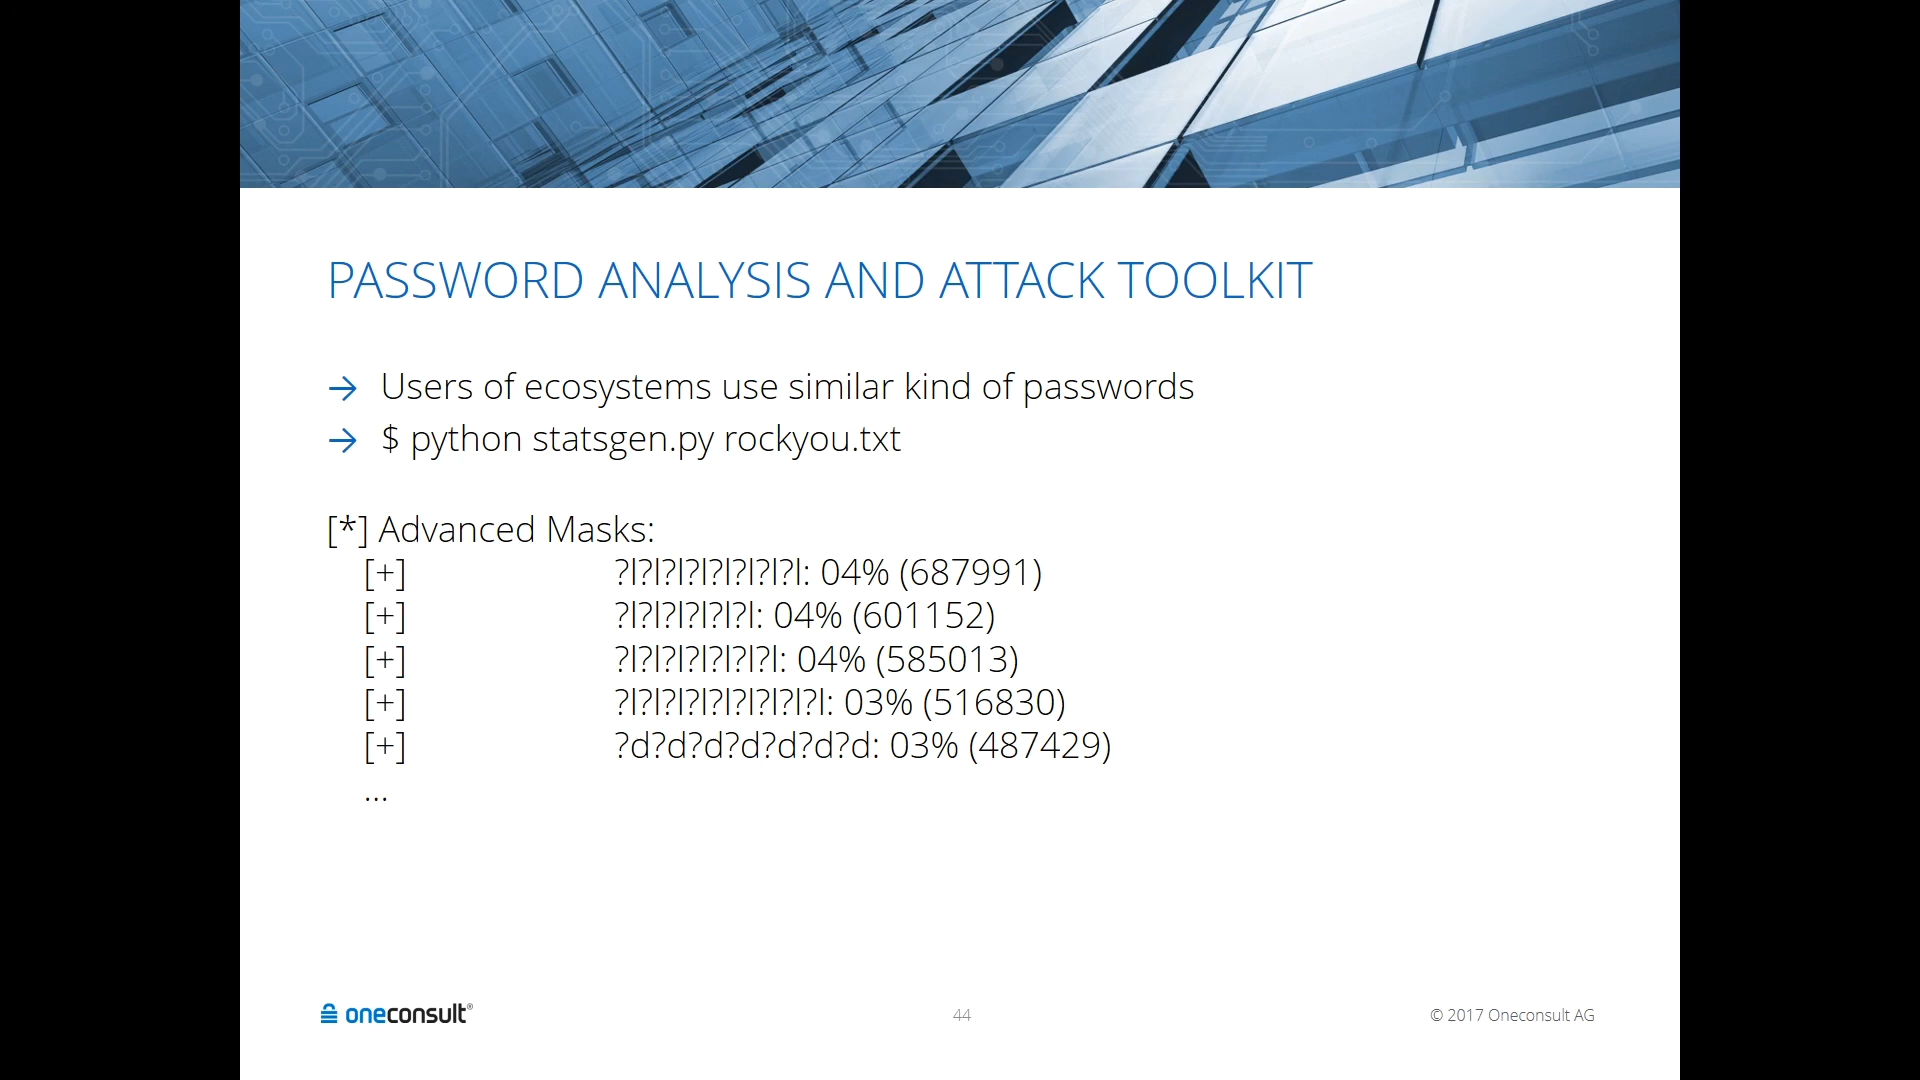 PASSWORD ANALYSIS AND ATTACK TOOLKIT
→ Users of ecosystems use similar kind of passwords
→ $ python statsgen.py rockyou.txt
[*] Advanced Masks:
[+] ?l?l?l?l?l?l?l?l: 04% (687991)
[+] ?l?l?l?l?l?l: 04% (601152)
[+] ?l?l?l?l?l?l?l: 04% (585013)
[+] ?l?l?l?l?l?l?l?l?l: 03% (516830)
[+] ?d?d?d?d?d?d?d: 03% (487429)
...
oneconsult®
44
© 2017 Oneconsult AG